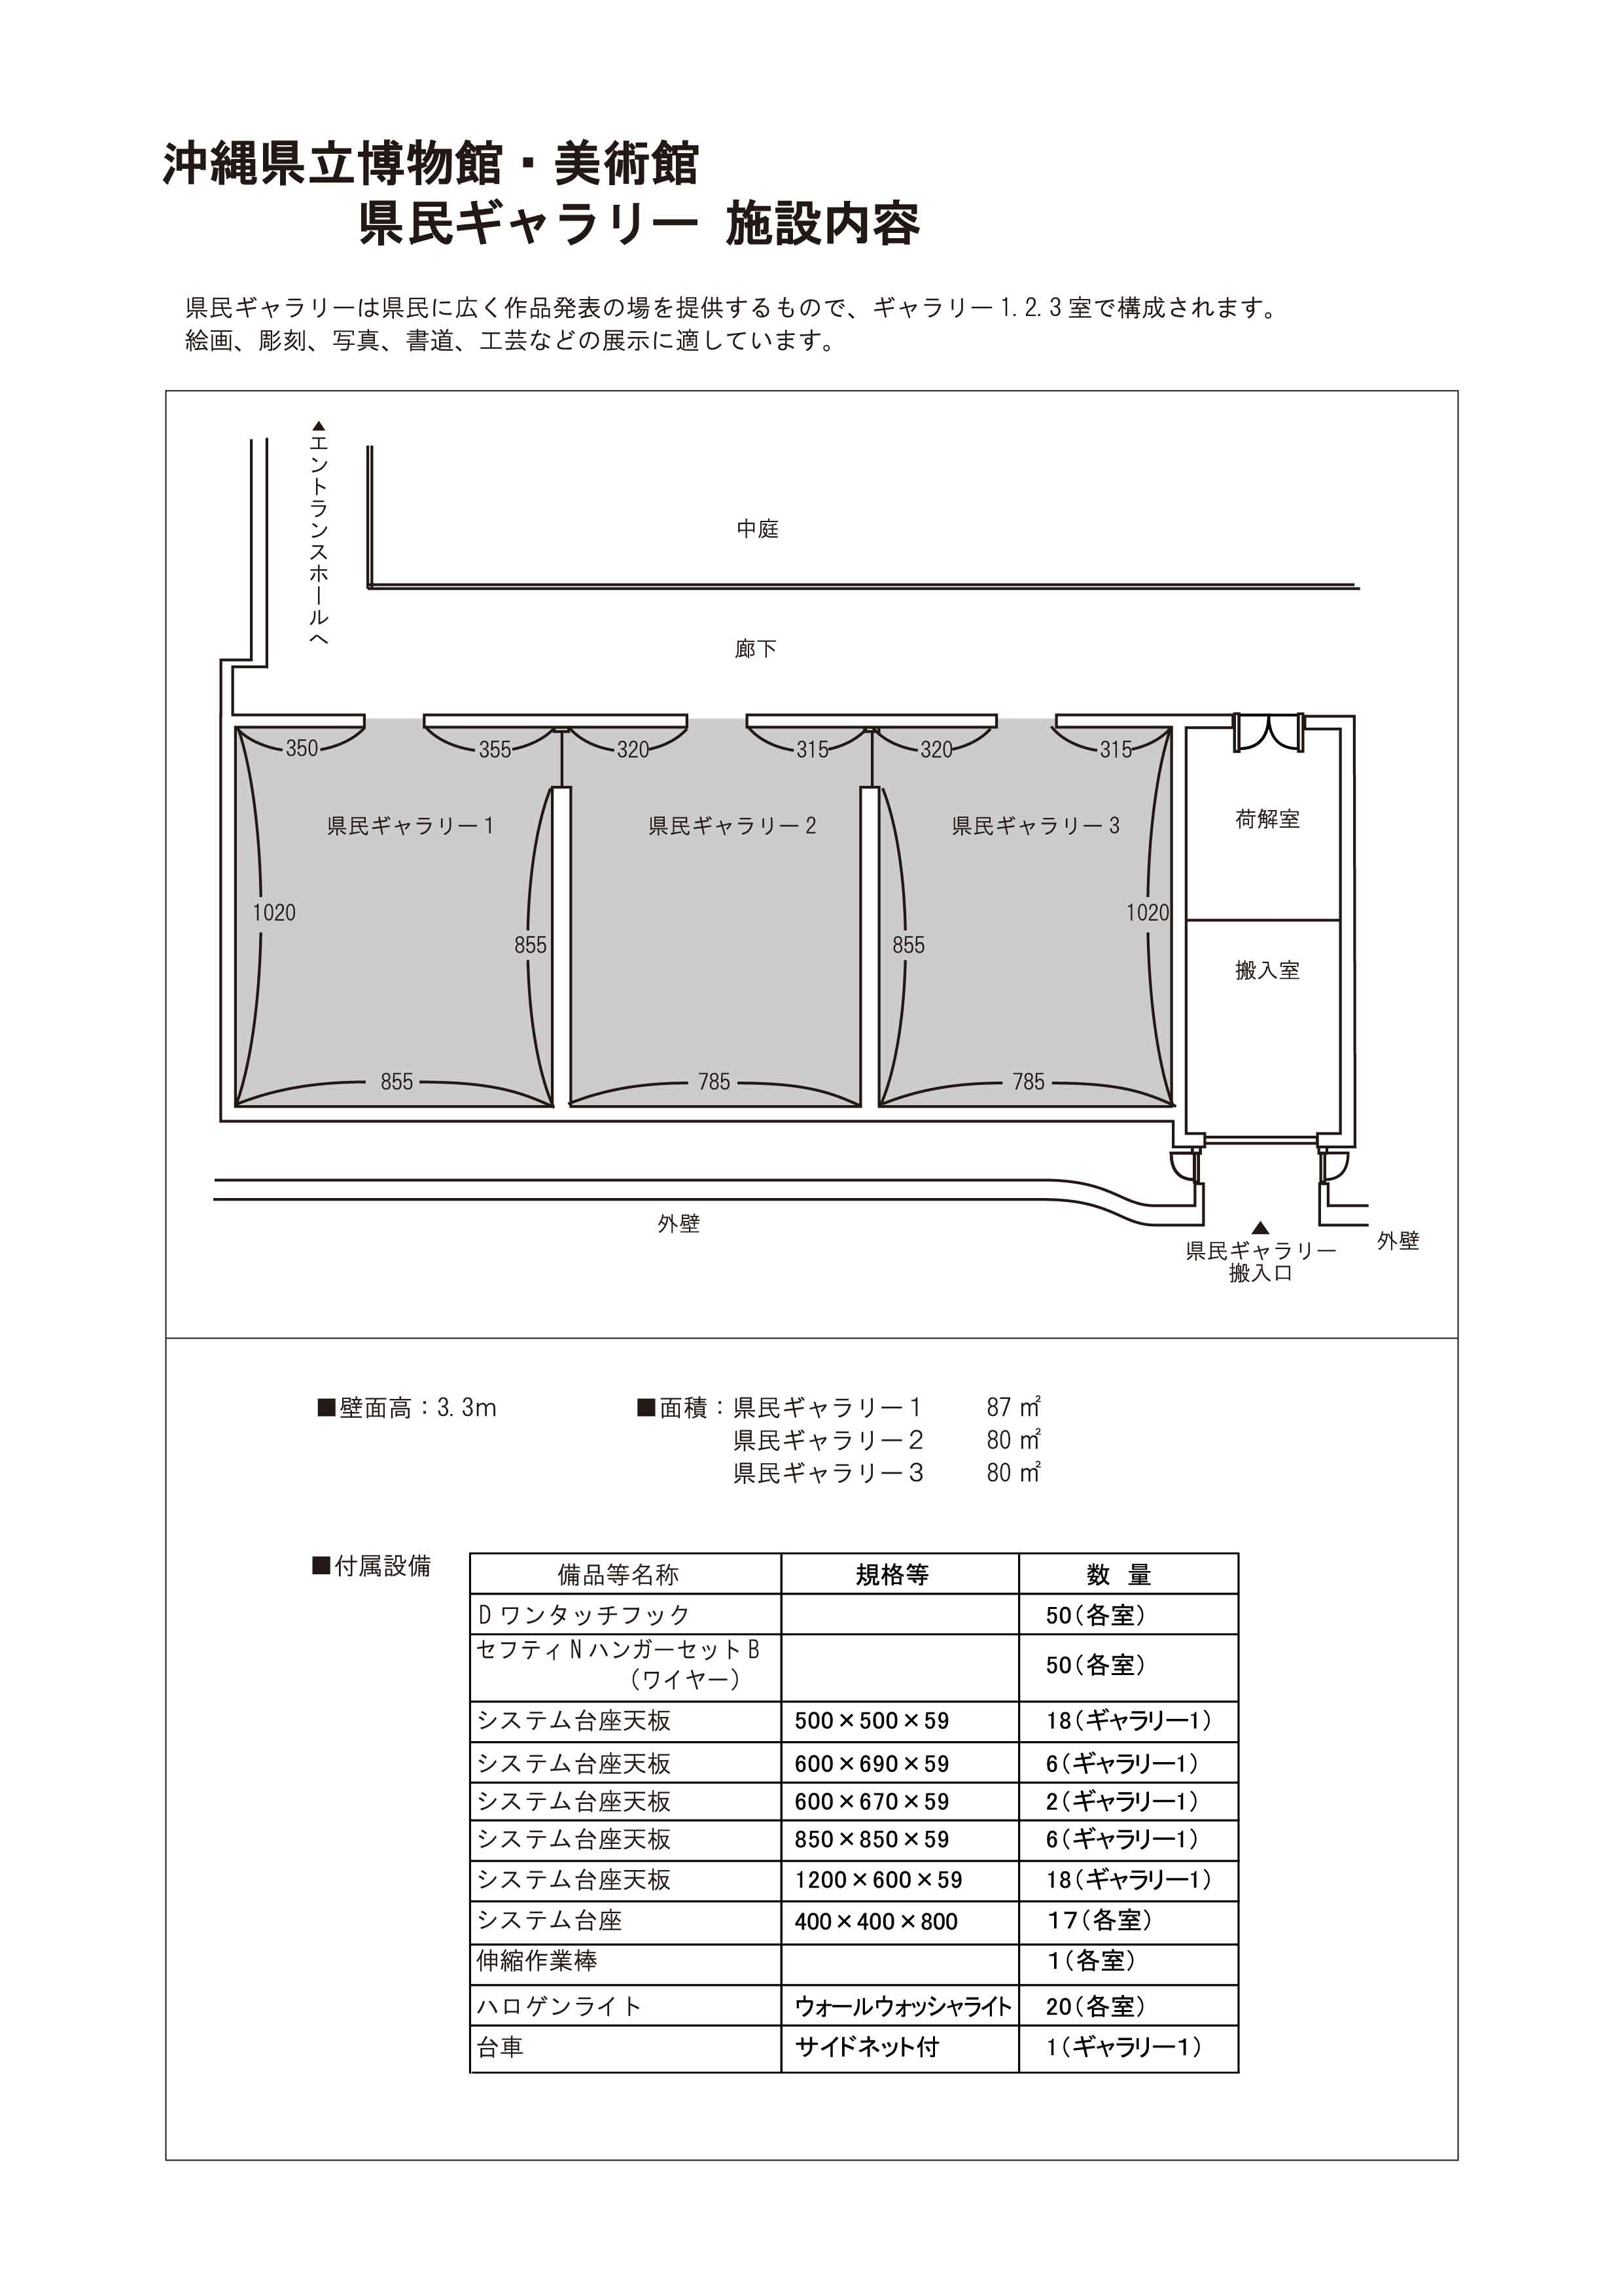 沖縄県立博物館・美術館
県民ギャラリー 施設内容
県民ギャラリーは県民に広く作品発表の場を提供するもので、ギャラリー1.2.3室で構成されます。
絵画、彫刻、写真、書道、工芸などの展示に適しています。
▲エントランスホールへ
中庭
廊下
350 355 320 315 320 315
県民ギャラリー1 県民ギャラリー2 県民ギャラリー3 荷解室
1020 855 855 1020
搬入室
855 785 785
外壁
▲
県民ギャラリー
搬入口
外壁
■壁面高:3.3m ■面積:県民ギャラリー1 87㎡
県民ギャラリー2 80㎡
県民ギャラリー3 80㎡
■付属設備
備品等名称 規格等 数 量
Dワンタッチフック 50(各室)
セフティNハンガーセットB
(ワイヤー) 50(各室)
システム台座天板 500×500×59 18(ギャラリー1)
システム台座天板 600×690×59 6(ギャラリー1)
システム台座天板 600×670×59 2(ギャラリー1)
システム台座天板 850×850×59 6(ギャラリー1)
システム台座天板 1200×600×59 18(ギャラリー1)
システム台座 400×400×800 17(各室)
伸縮作業棒 1(各室)
ハロゲンライト ウォールウォッシャライト 20(各室)
台車 サイドネット付 1(ギャラリー1)